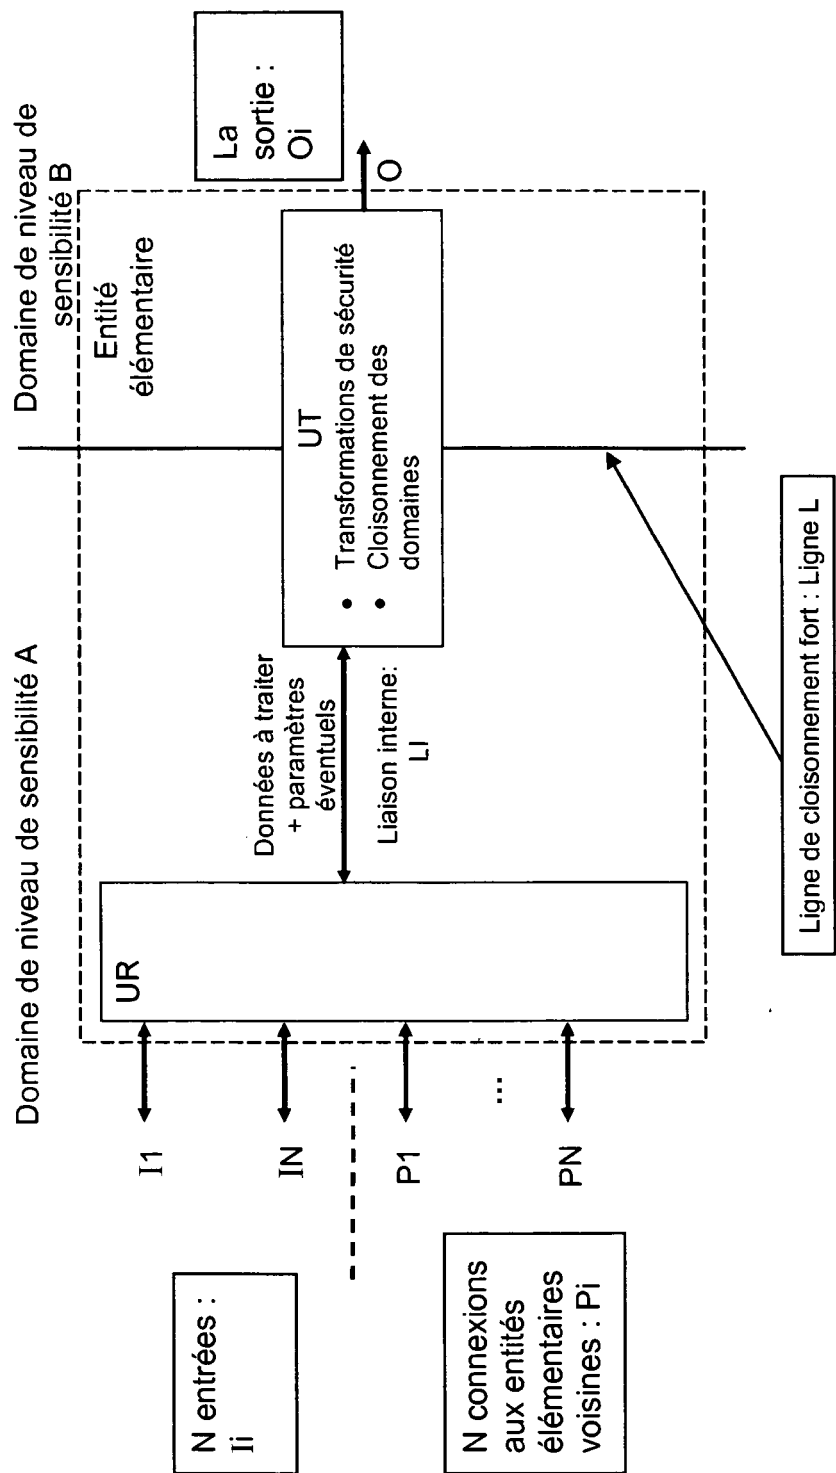 Domaine de niveau de sensibilité A
Domaine de niveau de
sensibilité B
Entité
élémentaire
N entrées :
Ii
I1
IN
P1
...
PN
N connexions
aux entités
élémentaires
voisines : Pi
UR
Données à traiter
+ paramètres
éventuels
Liaison interne:
LI
UT
• Transformations de sécurité
• Cloisonnement des
domaines
O
La
sortie :
Oi
Ligne de cloisonnement fort : Ligne L